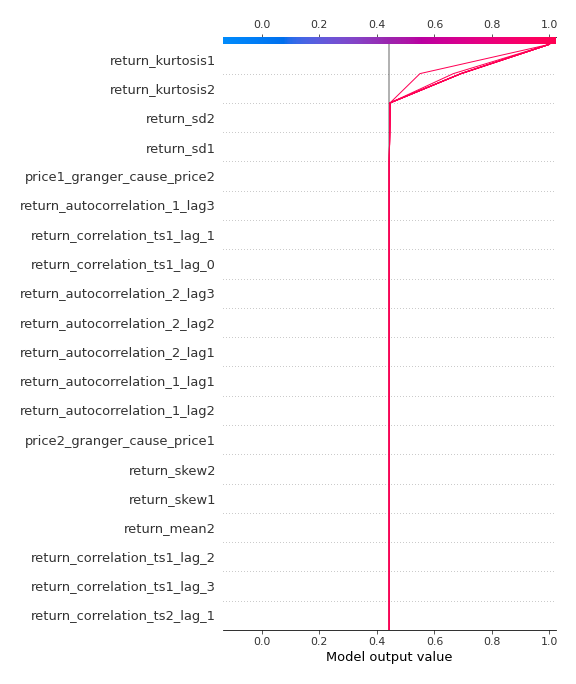 0.0 0.2 0.4 0.6 0.8 1.0
return_kurtosis1
return_kurtosis2
return_sd2
return_sd1
price1_granger_cause_price2
return_autocorrelation_1_lag3
return_correlation_ts1_lag_1
return_correlation_ts1_lag_0
return_autocorrelation_2_lag3
return_autocorrelation_2_lag2
return_autocorrelation_2_lag1
return_autocorrelation_1_lag1
return_autocorrelation_1_lag2
price2_granger_cause_price1
return_skew2
return_skew1
return_mean2
return_correlation_ts1_lag_2
return_correlation_ts1_lag_3
return_correlation_ts2_lag_1
0.0 0.2 0.4 0.6 0.8 1.0
Model output value